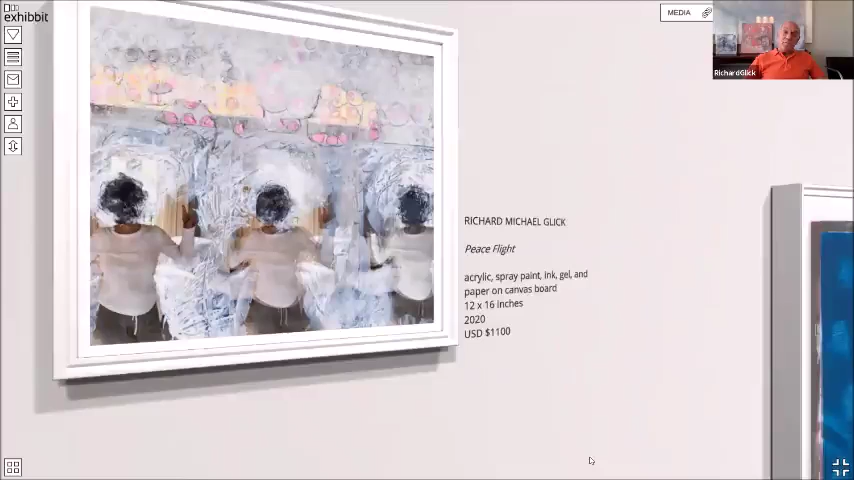 exhibbit
MEDIA
RichardGlick
RICHARD MICHAEL GLICK
Peace Flight
acrylic, spray paint, ink, gel, and
paper on canvas board
12 x 16 inches
2020
USD $1100